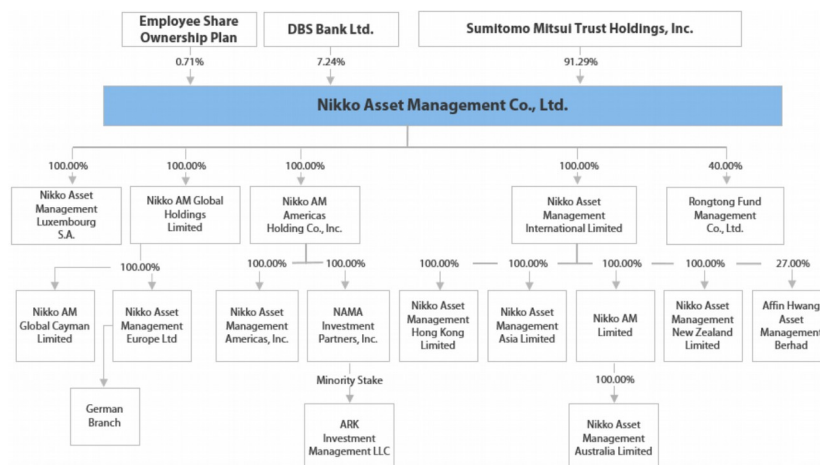 Employee Share
Ownership Plan
DBS Bank Ltd.
Sumitomo Mitsui Trust Holdings, Inc.
0.71%
7.24%
91.29%
Nikko Asset Management Co., Ltd.
100.00%
100.00%
100.00%
100.00%
40.00%
Nikko Asset
Management
Luxembourg
S.A.
Nikko AM Global
Holdings
Limited
Nikko AM
Americas
Holding Co., Inc.
Nikko Asset
Management
International Limited
Rongtong Fund
Management
Co., Ltd.
100.00%
100.00%
100.00%
100.00%
100.00%
100.00%
100.00%
27.00%
Nikko AM
Global Cayman
Limited
Nikko Asset
Management
Europe Ltd
Nikko Asset
Management
Americas, Inc.
NAMA
Investment
Partners, Inc.
Nikko Asset
Management
Hong Kong
Limited
Nikko Asset
Management
Asia Limited
Nikko AM
Limited
Nikko Asset
Management
New Zealand
Limited
Affin Hwang
Asset
Management
Berhad
Minority Stake
100.00%
German
Branch
ARK
Investment
Management LLC
Nikko Asset
Management
Australia Limited